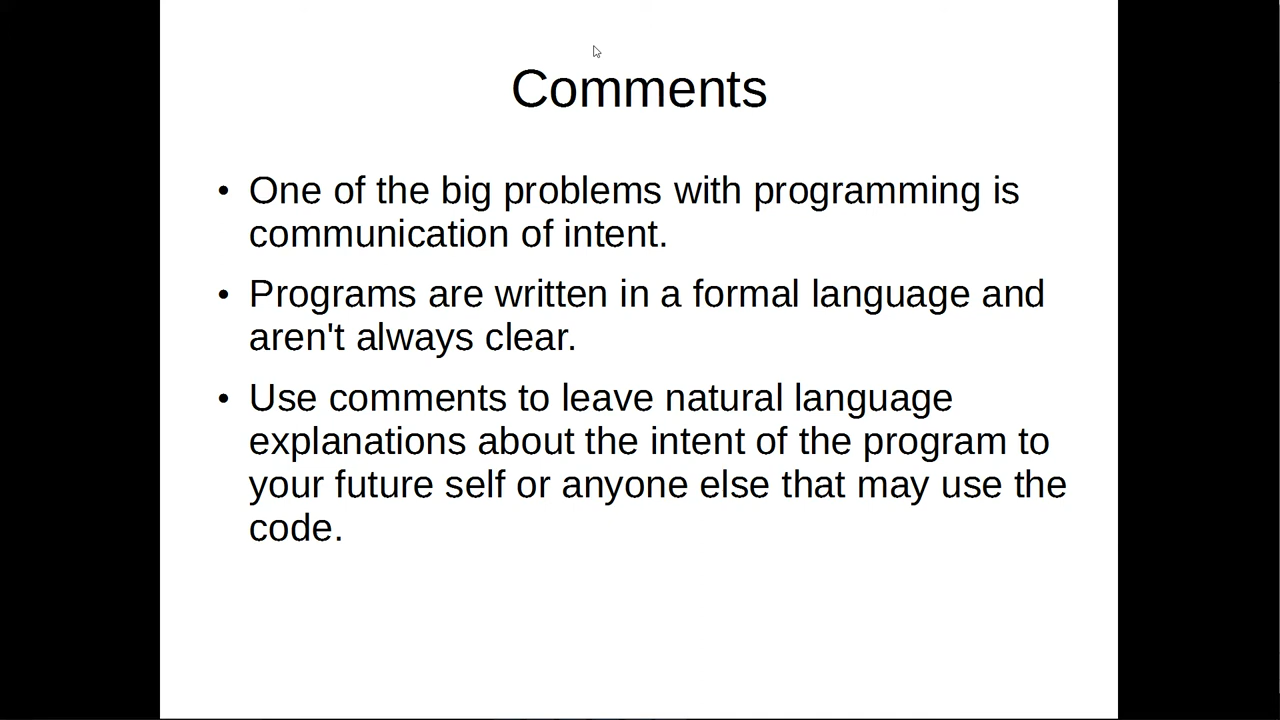 Comments
• One of the big problems with programming is
communication of intent.
• Programs are written in a formal language and
aren't always clear.
• Use comments to leave natural language
explanations about the intent of the program to
your future self or anyone else that may use the
code.